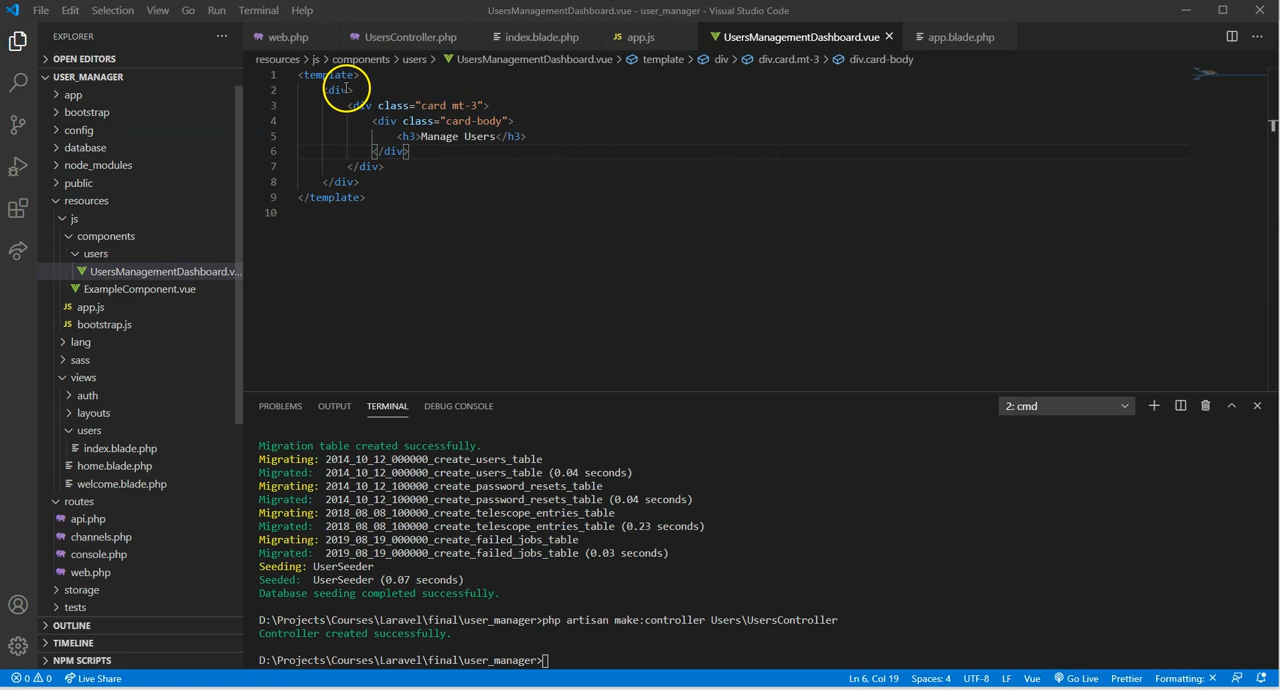 File Edit Selection View Go Run Terminal Help
UsersManagementDashboard.vue - user_manager - Visual Studio Code
EXPLORER
OPEN EDITORS
USER_MANAGER
app
bootstrap
config
database
node_modules
public
resources
js
components
users
UsersManagementDashboard.v...
ExampleComponent.vue
JS app.js
JS bootstrap.js
lang
sass
views
auth
layouts
users
index.blade.php
home.blade.php
welcome.blade.php
routes
api.php
channels.php
console.php
web.php
storage
tests
OUTLINE
TIMELINE
NPM SCRIPTS
web.php UsersController.php index.blade.php JS app.js UsersManagementDashboard.vue app.blade.php
resources > js > components > users > UsersManagementDashboard.vue > template > div > div.card.mt-3 > div.card-body
1 <template>
2 <div>
3 <div class="card mt-3">
4 <div class="card-body">
5 <h3>Manage Users</h3>
6 </div>
7 </div>
8 </div>
9 </template>
10
PROBLEMS OUTPUT TERMINAL DEBUG CONSOLE 2: cmd
Migration table created successfully.
Migrating: 2014_10_12_000000_create_users_table
Migrated: 2014_10_12_000000_create_users_table (0.04 seconds)
Migrating: 2014_10_12_100000_create_password_resets_table
Migrated: 2014_10_12_100000_create_password_resets_table (0.04 seconds)
Migrating: 2018_08_08_100000_create_telescope_entries_table
Migrated: 2018_08_08_100000_create_telescope_entries_table (0.23 seconds)
Migrating: 2019_08_19_000000_create_failed_jobs_table
Migrated: 2019_08_19_000000_create_failed_jobs_table (0.03 seconds)
Seeding: UserSeeder
Seeded: UserSeeder (0.07 seconds)
Database seeding completed successfully.
D:\Projects\Courses\Laravel\final\user_manager>php artisan make:controller Users\UsersController
Controller created successfully.
D:\Projects\Courses\Laravel\final\user_manager>
0 0 Live Share Ln 6, Col 19 Spaces: 4 UTF-8 LF Vue Go Live Prettier Formatting: ×